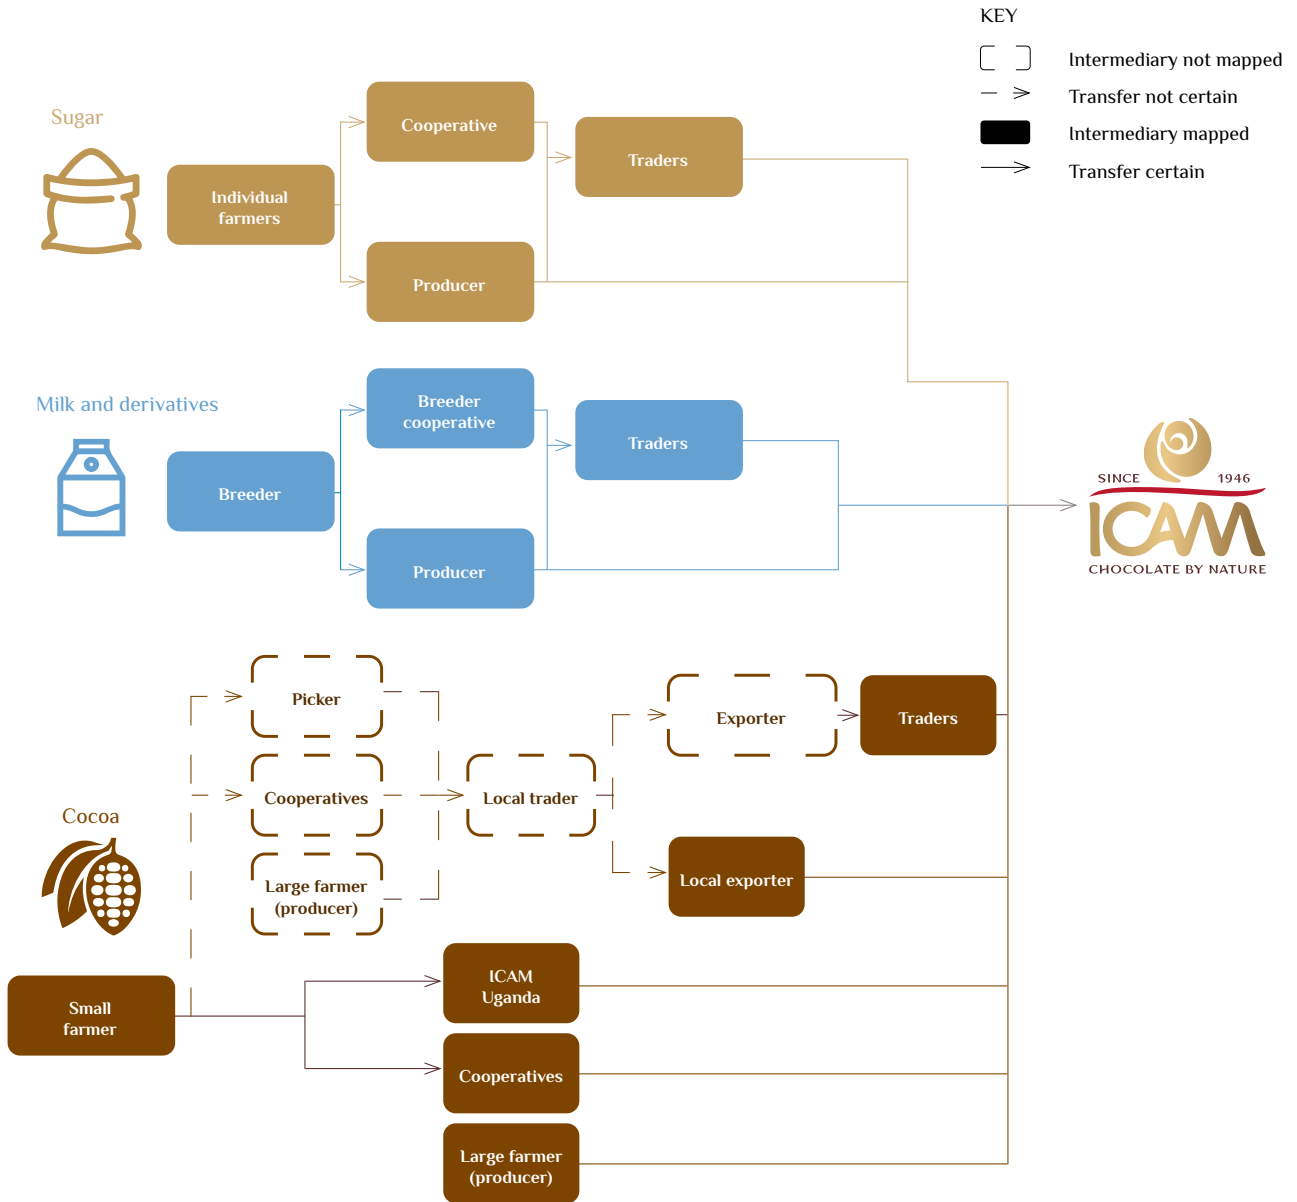 KEY
Intermediary not mapped
Transfer not certain
Intermediary mapped
Transfer certain
Sugar
Individual
farmers
Cooperative
Producer
Traders
Milk and derivatives
Breeder
Breeder
cooperative
Producer
Traders
SINCE 1946
ICAM
CHOCOLATE BY NATURE
Cocoa
Small
farmer
Picker
Cooperatives
Large farmer
(producer)
Local trader
Exporter
Traders
Local exporter
ICAM
Uganda
Cooperatives
Large farmer
(producer)